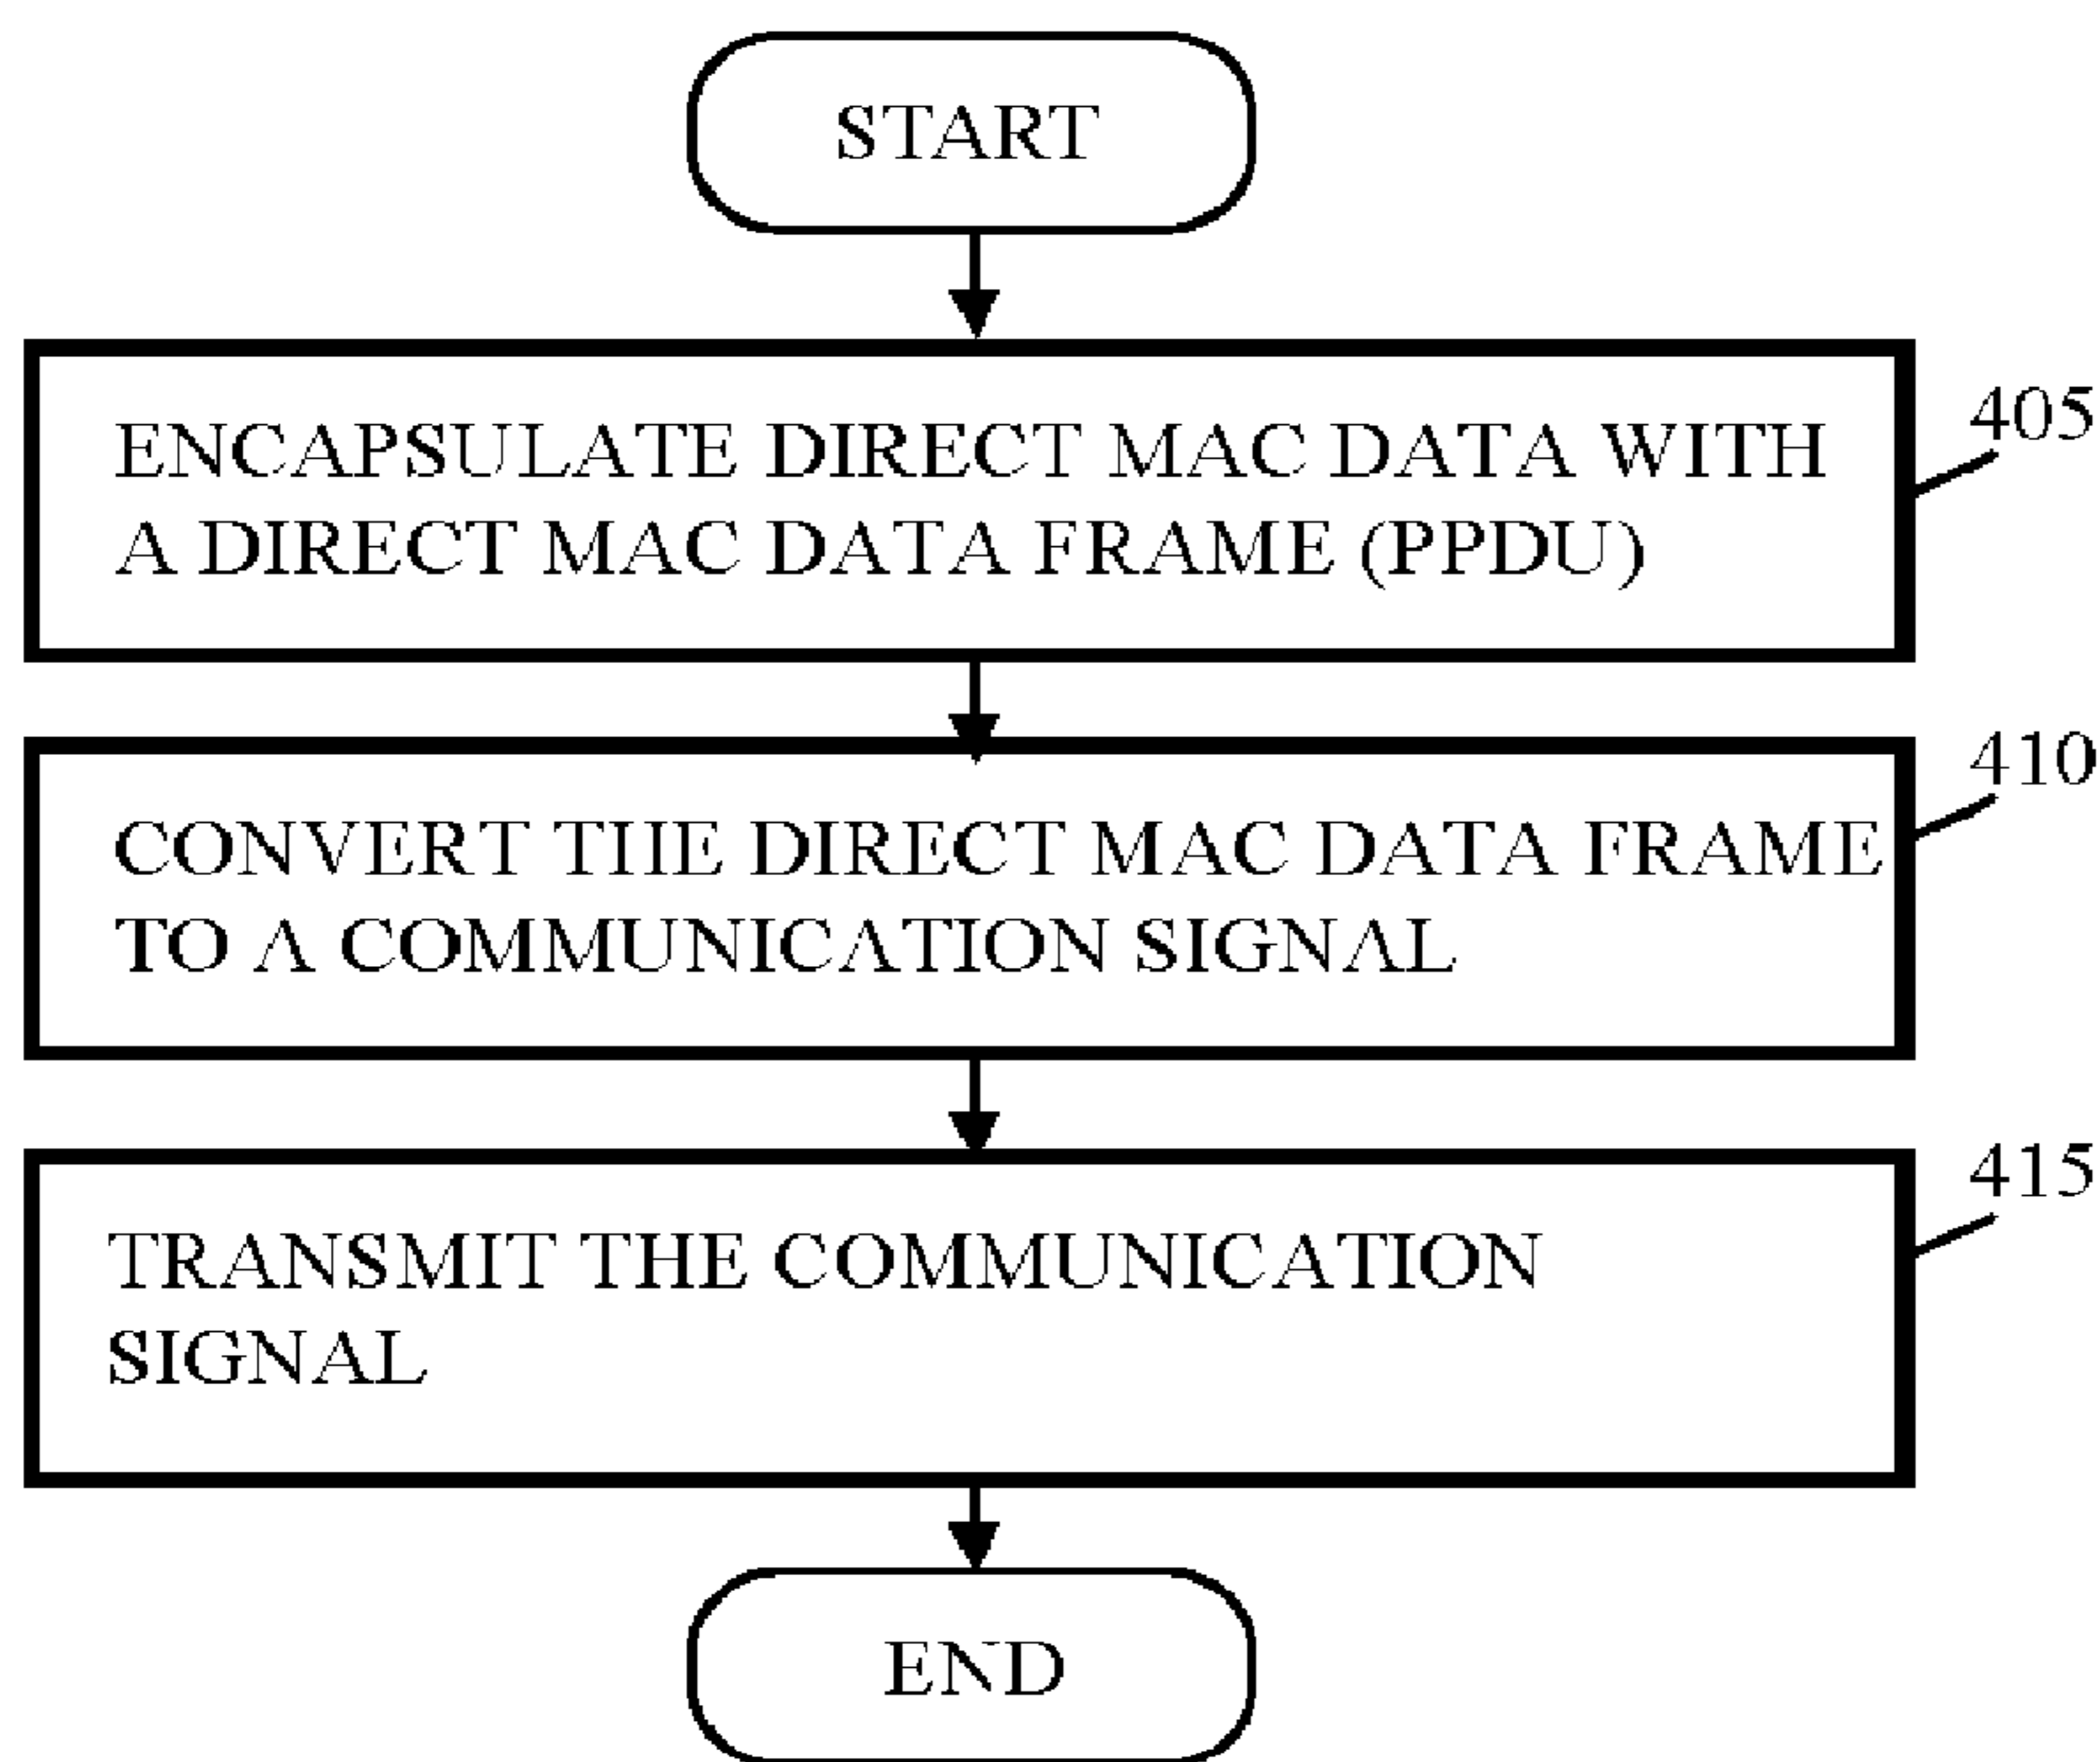 START
405
ENCAPSULATE DIRECT MAC DATA WITH
A DIRECT MAC DATA FRAME (PPDU)
410
CONVERT THE DIRECT MAC DATA FRAME
TO A COMMUNICATION SIGNAL
415
TRANSMIT THE COMMUNICATION
SIGNAL
END